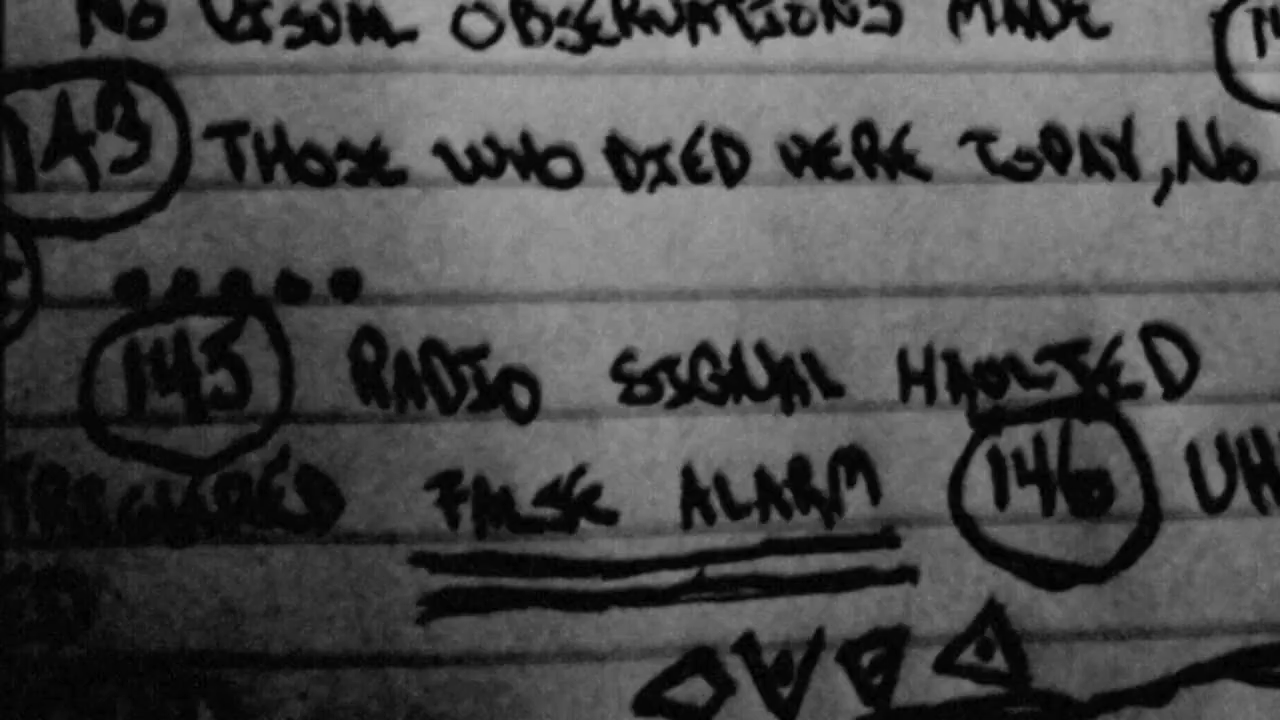 NO VISUAL OBSERVATIONS MADE
143 THOSE WHO DIED HERE TODAY, NO
145 RADIO SIGNAL HAULTED
TRIGGERED FALSE ALARM 146 UH